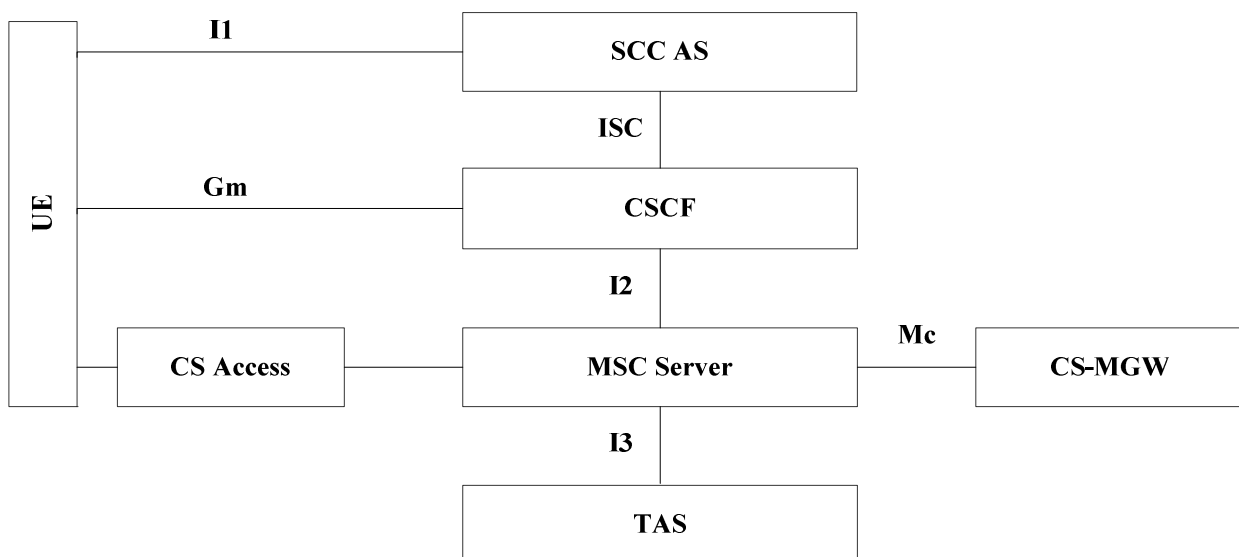 I1
SCC AS
ISC
UE
Gm
CSCF
I2
CS Access
MSC Server
Mc
CS-MGW
I3
TAS